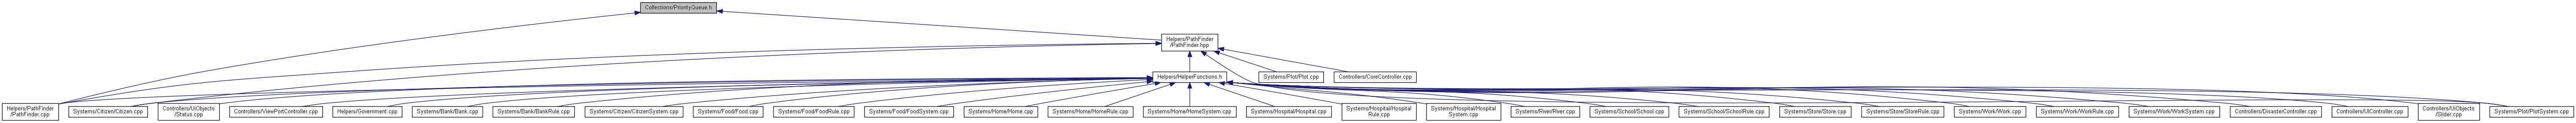 Collections/PriorityQueue.h
Helpers/PathFinder
/PathFinder.hpp
Helpers/HelperFunctions.h
Systems/Plot/Plot.cpp
Controllers/CoreController.cpp
Helpers/PathFinder
/PathFinder.cpp
Systems/Citizen/Citizen.cpp
Controllers/UiObjects
/Status.cpp
Controllers/ViewPortController.cpp
Helpers/Government.cpp
Systems/Bank/Bank.cpp
Systems/Bank/BankRule.cpp
Systems/Citizen/CitizenSystem.cpp
Systems/Food/Food.cpp
Systems/Food/FoodRule.cpp
Systems/Food/FoodSystem.cpp
Systems/Home/Home.cpp
Systems/Home/HomeRule.cpp
Systems/Home/HomeSystem.cpp
Systems/Hospital/Hospital.cpp
Systems/Hospital/Hospital
Rule.cpp
Systems/Hospital/Hospital
System.cpp
Systems/River/River.cpp
Systems/School/School.cpp
Systems/School/SchoolRule.cpp
Systems/Store/Store.cpp
Systems/Store/StoreRule.cpp
Systems/Work/Work.cpp
Systems/Work/WorkRule.cpp
Systems/Work/WorkSystem.cpp
Controllers/DisasterController.cpp
Controllers/UIController.cpp
Controllers/UiObjects
/Slider.cpp
Systems/Plot/PlotSystem.cpp